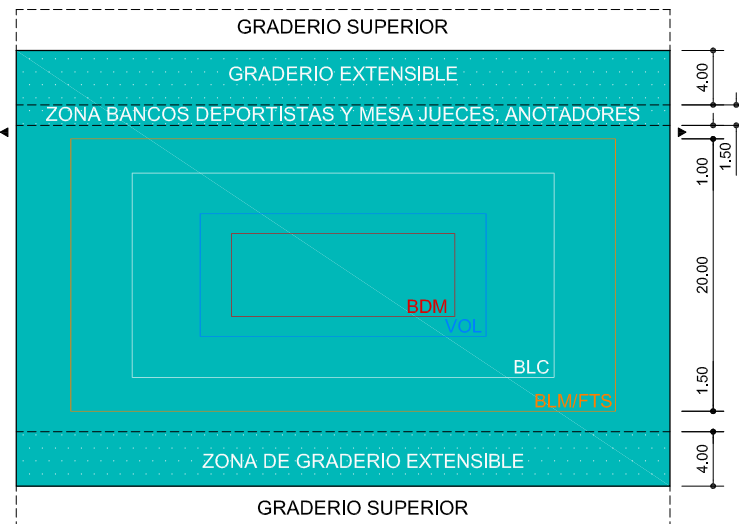 GRADERIO SUPERIOR
GRADERIO EXTENSIBLE
4.00
ZONA BANCOS DEPORTISTAS Y MESA JUECES, ANOTADORES
1.50
1.00
20.00
BDM
VOL
BLC
1.50
BLM/FTS
ZONA DE GRADERIO EXTENSIBLE
4.00
GRADERIO SUPERIOR